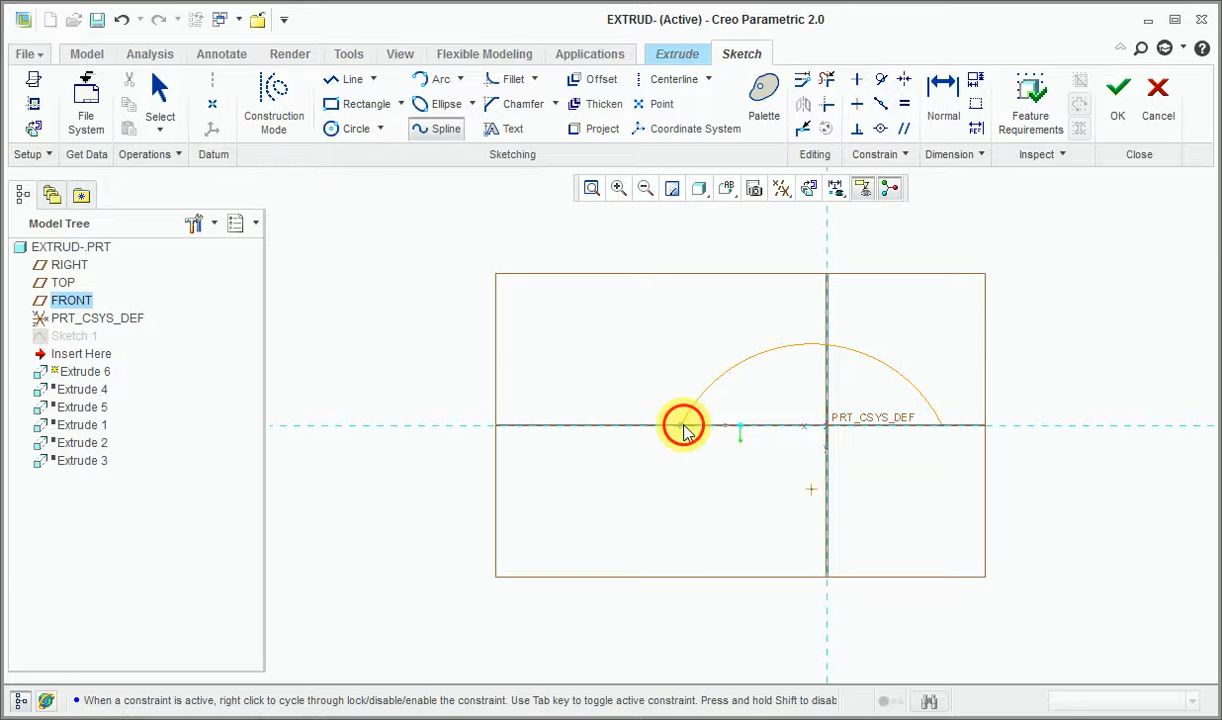 EXTRUD- (Active) - Creo Parametric 2.0
File Model Analysis Annotate Render Tools View Flexible Modeling Applications Extrude Sketch
Line Arc Fillet Offset Centerline
File System Select Construction Mode Rectangle Ellipse Chamfer Thicken Point Palette Normal Feature Requirements OK Cancel
Circle Spline Text Project Coordinate System
Setup Get Data Operations Datum Sketching Editing Constrain Dimension Inspect Close
Model Tree
EXTRUD-.PRT
RIGHT
TOP
FRONT
PRT_CSYS_DEF
Sketch 1
Insert Here
Extrude 6
Extrude 4
Extrude 5
Extrude 1
Extrude 2
Extrude 3
PRT_CSYS_DEF
When a constraint is active, right click to cycle through lock/disable/enable the constraint. Use Tab key to toggle active constraint. Press and hold Shift to disab